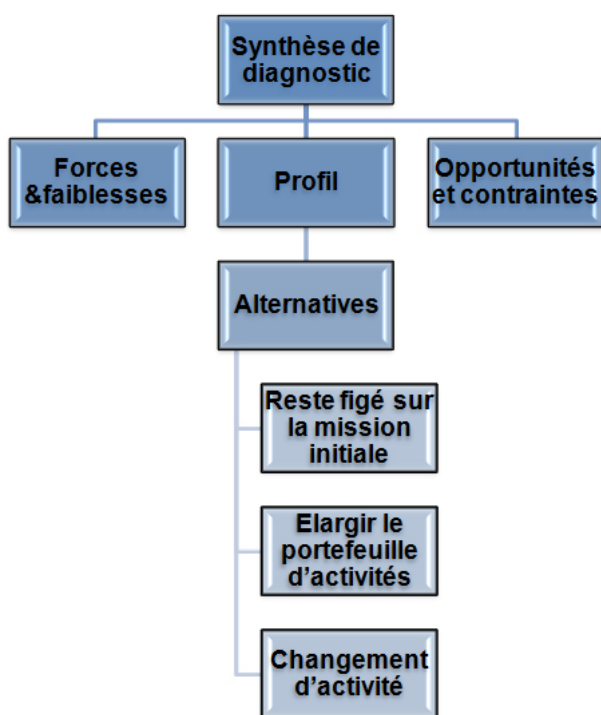 Synthèse de
diagnostic
Forces
&faiblesses
Profil
Opportunités
et contraintes
Alternatives
Reste figé sur
la mission
initiale
Elargir le
portefeuille
d’activités
Changement
d’activité